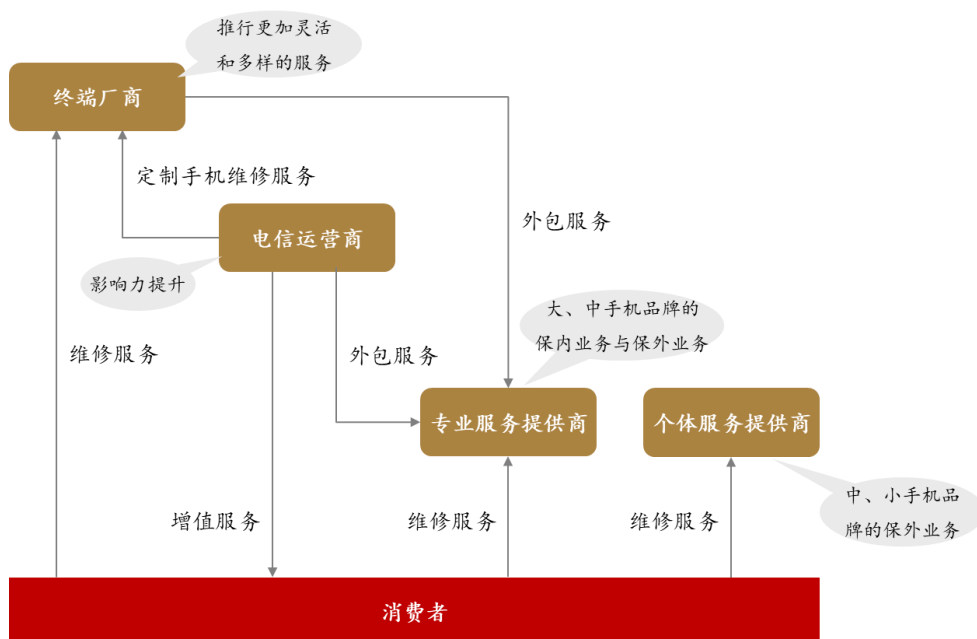 推行更加灵活
和多样的服务
终端厂商
定制手机维修服务
电信运营商
外包服务
影响力提升
大、中手机品牌的
保内业务与保外业务
维修服务
外包服务
专业服务提供商
个体服务提供商
中、小手机品
牌的保外业务
增值服务
维修服务
维修服务
消费者